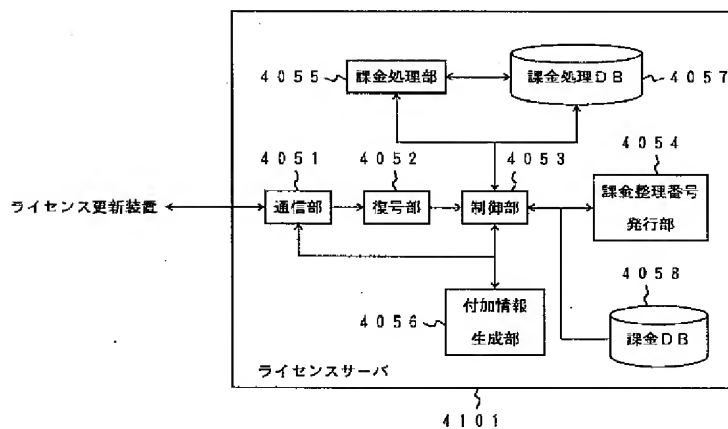 4055
課金処理部
課金処理DB
4057
4051
4052
4053
4054
ライセンス更新装置
通信部
復号部
制御部
課金整理番号
発行部
4058
4056
付加情報
生成部
課金DB
ライセンスサーバ
4101